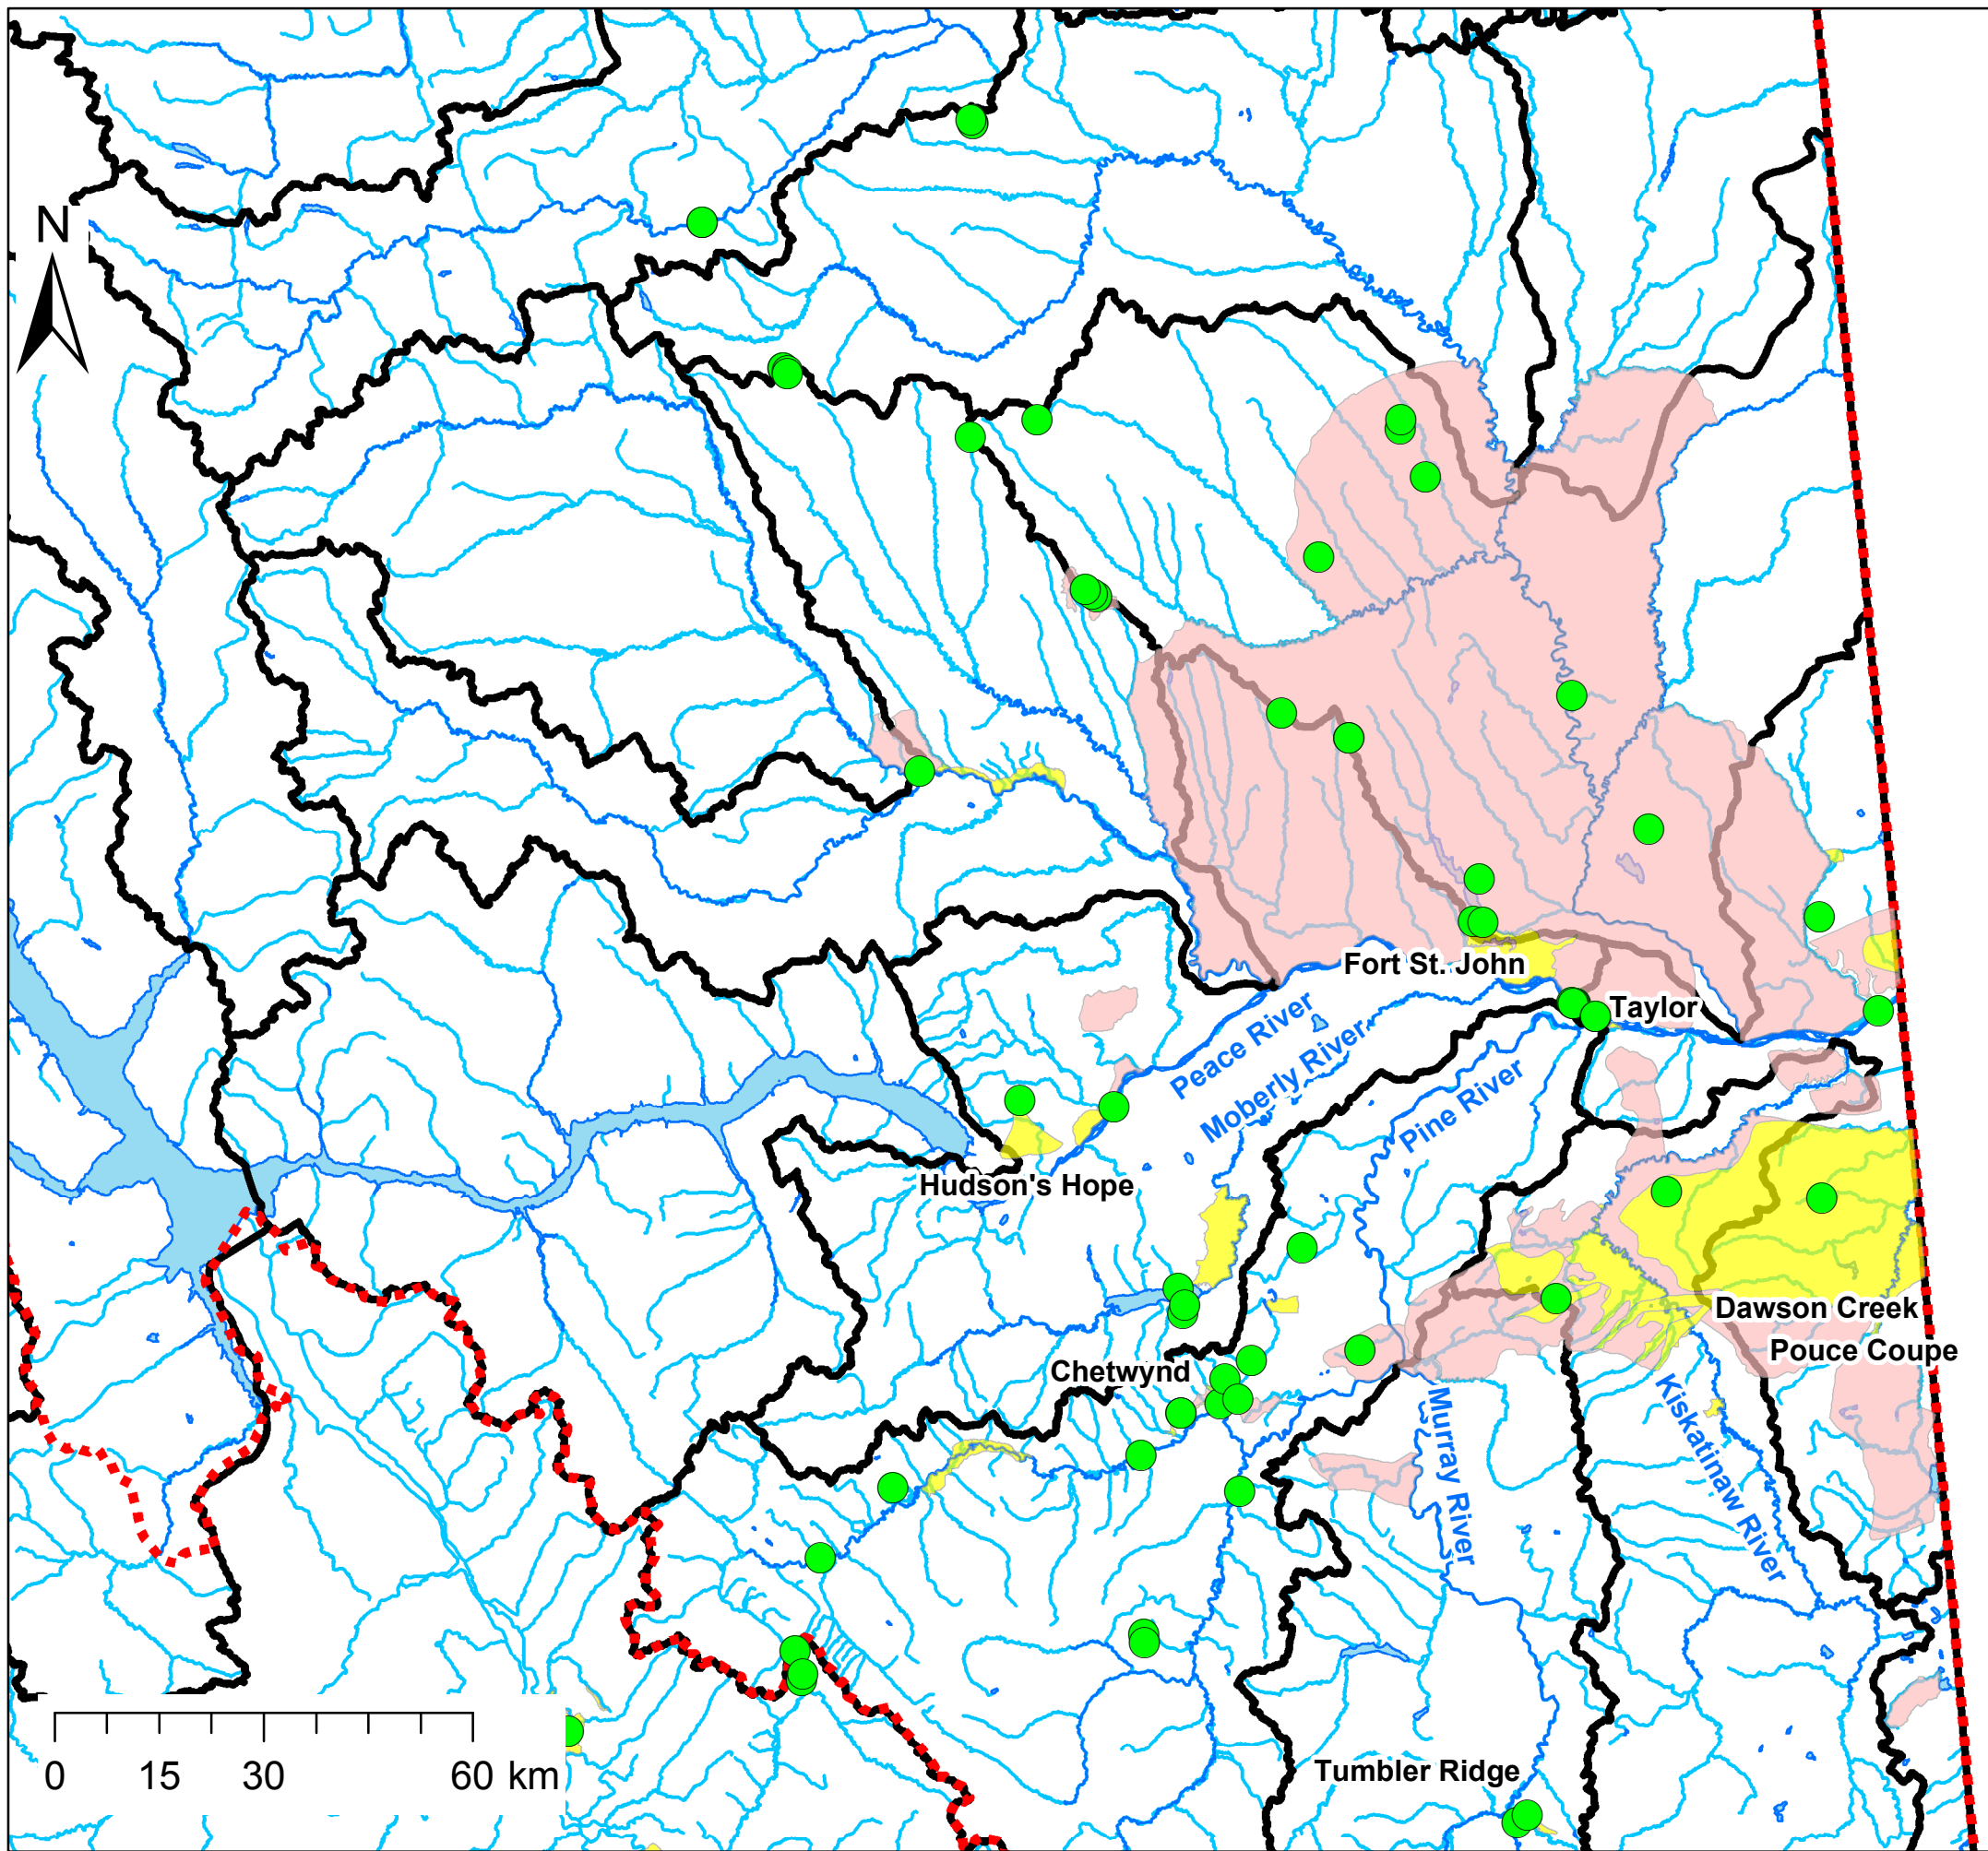 N
Fort St. John
Taylor
Peace River
Moberly River
Pine River
Hudson's Hope
Dawson Creek
Pouce Coupe
Chetwynd
Murray River
Kiskatinaw River
Tumbler Ridge
0 15 30 60 km